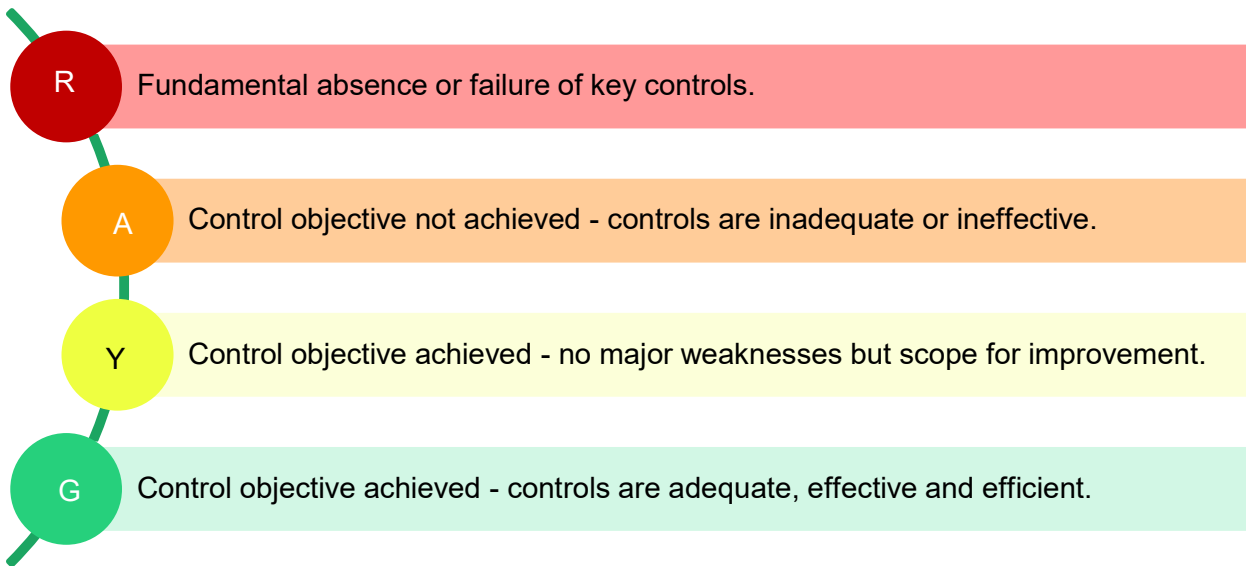 R
Fundamental absence or failure of key controls.
A
Control objective not achieved - controls are inadequate or ineffective.
Y
Control objective achieved - no major weaknesses but scope for improvement.
G
Control objective achieved - controls are adequate, effective and efficient.